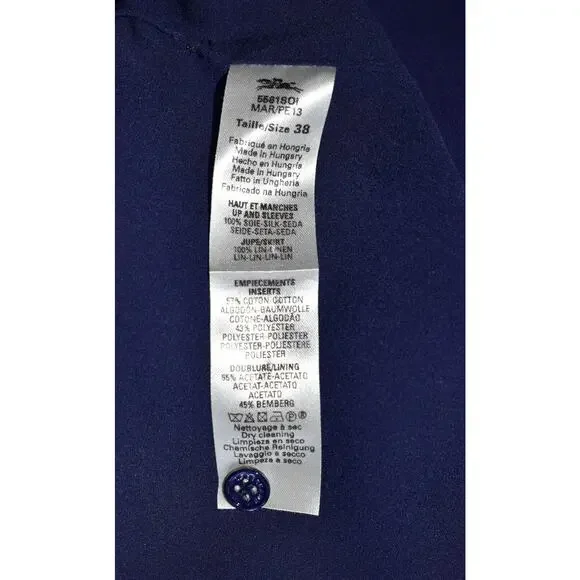 5561SOI
MAR/PE13
Taille/Size 38
Fabriqué en Hongrie
Made in Hungary
Hecho en Hungría
Made in Hungary
Fatto in Ungheria
Fabricado na Hungria
HAUT ET MANCHES
UP AND SLEEVES
100% SOIE-SILK-SEDA
SEIDE-SETA-SEDA
JUPE/SKIRT
100% LIN-LINEN
LIN-LIN-LIN-LIN
EMPIECEMENTS
INSERTS
57% COTON-COTTON
ALGODÓN-BAUMWOLLE
COTONE-ALGODÃO
43% POLYESTER
POLYESTER-POLYESTER
POLIESTER-POLIESTERE
POLIESTER
DOUBLURE/LINING
55% ACETATE-ACETATO
ACETAT-ACETATO
ACETATO
45% BEMBERG
Nettoyage à sec
Dry cleaning
Limpieza en seco
Chemische Reinigung
Lavaggio a secco
Limpeza a seco